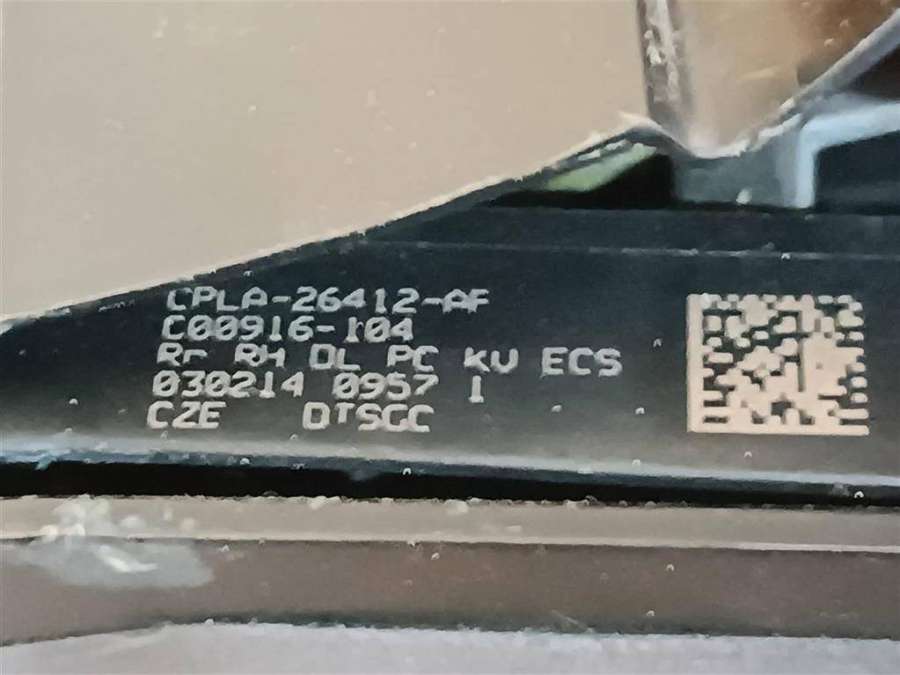 CPLA-26412-AF
C00916-104
Rr RH DL PC KV ECS
030214 0957 1
CZE DTSGC